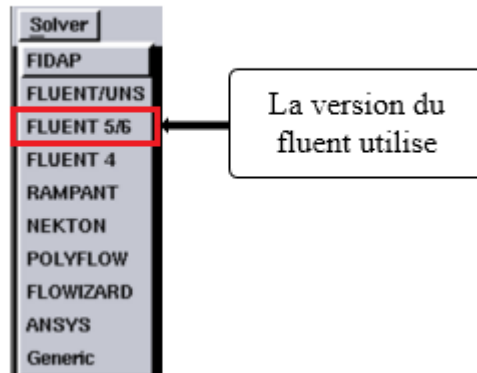 Solver
FIDAP
FLUENT/UNS
FLUENT 5/6
FLUENT 4
RAMPANT
NEKTON
POLYFLOW
FLOWIZARD
ANSYS
Generic
La version du
fluent utilise